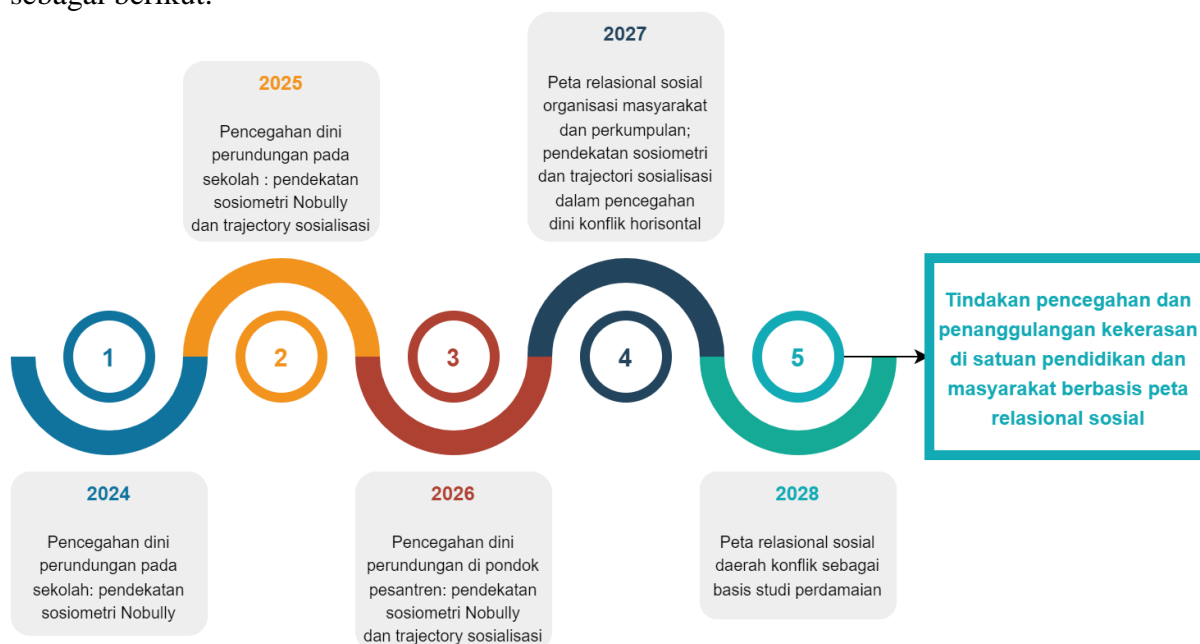 sebagai berikut:
2027
Peta relasional sosial
organisasi masyarakat
dan perkumpulan;
pendekatan sosiometri
dan trajectori sosialisasi
dalam pencegahan
dini konflik horisontal
2025
Pencegahan dini
perundungan pada
sekolah : pendekatan
sosiometri Nobully
dan trajectory sosialisasi
1
2
3
4
5
Tindakan pencegahan dan
penanggulangan kekerasan
di satuan pendidikan dan
masyarakat berbasis peta
relasional sosial
2024
Pencegahan dini
perundungan pada
sekolah: pendekatan
sosiometri Nobully
2026
Pencegahan dini
perundungan di pondok
pesantren: pendekatan
sosiometri Nobully
dan trajectory sosialisasi
2028
Peta relasional sosial
daerah konflik sebagai
basis studi perdamaian